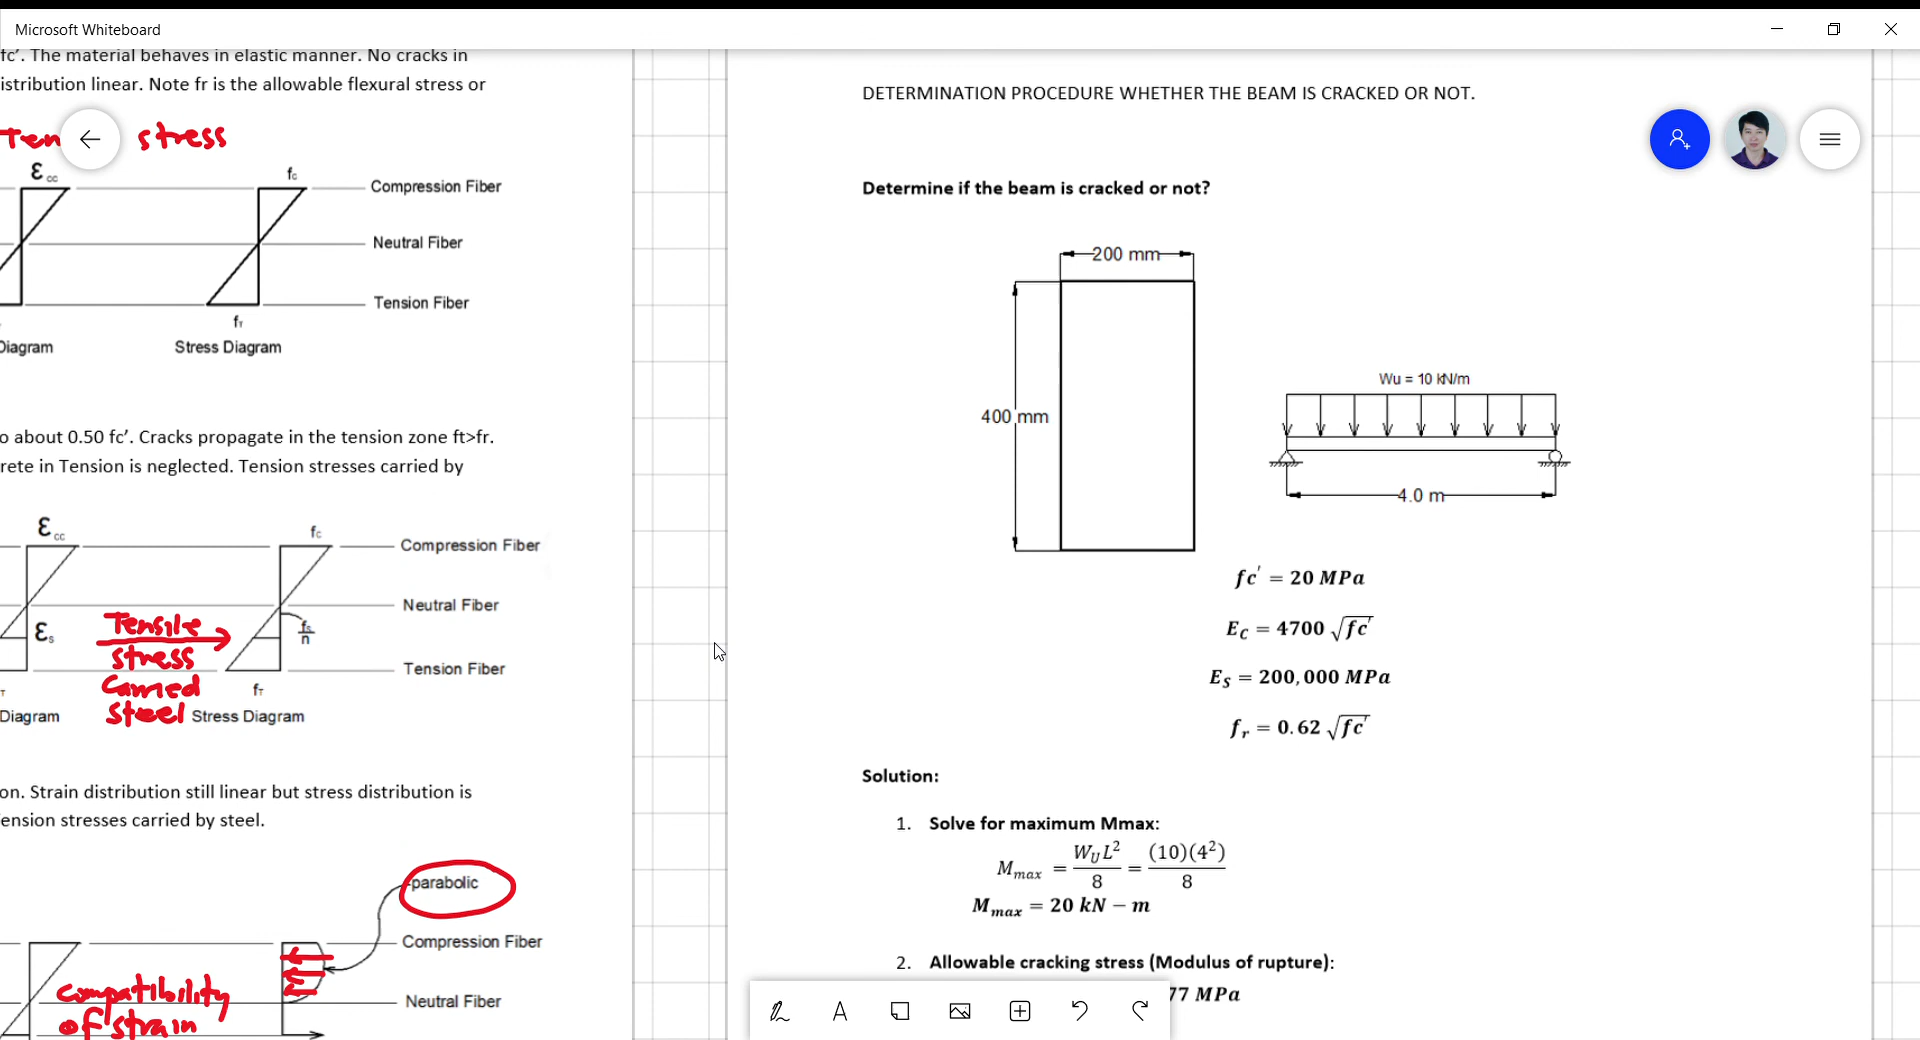 Microsoft Whiteboard
fc'. The material behaves in elastic manner. No cracks in
istribution linear. Note fr is the allowable flexural stress or
Ten stress
Ɛcc
fc
Compression Fiber
Neutral Fiber
Tension Fiber
fT
Diagram
Stress Diagram
o about 0.50 fc'. Cracks propagate in the tension zone ft>fr.
rete in Tension is neglected. Tension stresses carried by
Ɛcc
fc
Compression Fiber
Neutral Fiber
Ɛs
Tensile
stress
Carried
steel
fs/n
Tension Fiber
T
fT
Diagram
Stress Diagram
on. Strain distribution still linear but stress distribution is
ension stresses carried by steel.
parabolic
Compression Fiber
Neutral Fiber
Compatibility
of strain
DETERMINATION PROCEDURE WHETHER THE BEAM IS CRACKED OR NOT.
Determine if the beam is cracked or not?
200 mm
400 mm
Wu = 10 kN/m
4.0 m
fc' = 20 MPa
EC = 4700 √fc'
ES = 200,000 MPa
fr = 0.62 √fc'
Solution:
1. Solve for maximum Mmax:
Mmax = WUL²/8 = (10)(4²)/8
Mmax = 20 kN − m
2. Allowable cracking stress (Modulus of rupture):
77 MPa
A